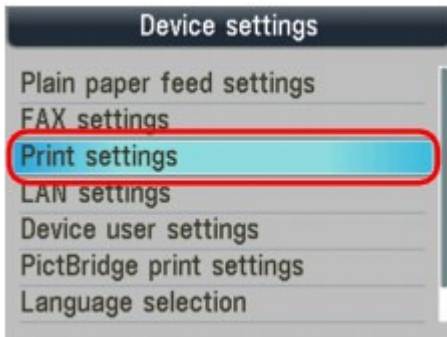 Device settings
Plain paper feed settings
FAX settings
Print settings
LAN settings
Device user settings
PictBridge print settings
Language selection